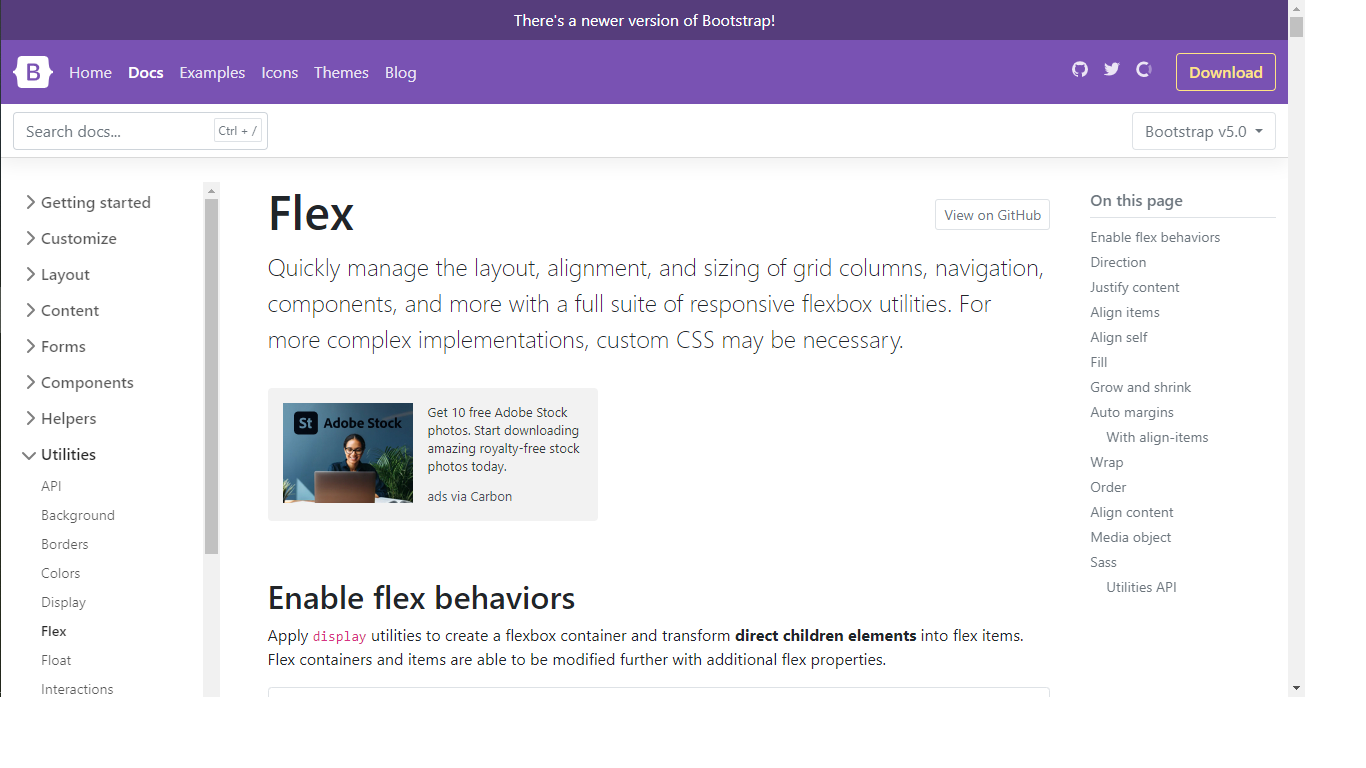 There's a newer version of Bootstrap!
B Home Docs Examples Icons Themes Blog Download
Search docs... Ctrl + / Bootstrap v5.0
Getting started
Customize
Layout
Content
Forms
Components
Helpers
Utilities
API
Background
Borders
Colors
Display
Flex
Float
Interactions
Flex
View on GitHub
Quickly manage the layout, alignment, and sizing of grid columns, navigation,
components, and more with a full suite of responsive flexbox utilities. For
more complex implementations, custom CSS may be necessary.
St Adobe Stock
Get 10 free Adobe Stock
photos. Start downloading
amazing royalty-free stock
photos today.
ads via Carbon
Enable flex behaviors
Apply display utilities to create a flexbox container and transform direct children elements into flex items.
Flex containers and items are able to be modified further with additional flex properties.
On this page
Enable flex behaviors
Direction
Justify content
Align items
Align self
Fill
Grow and shrink
Auto margins
With align-items
Wrap
Order
Align content
Media object
Sass
Utilities API